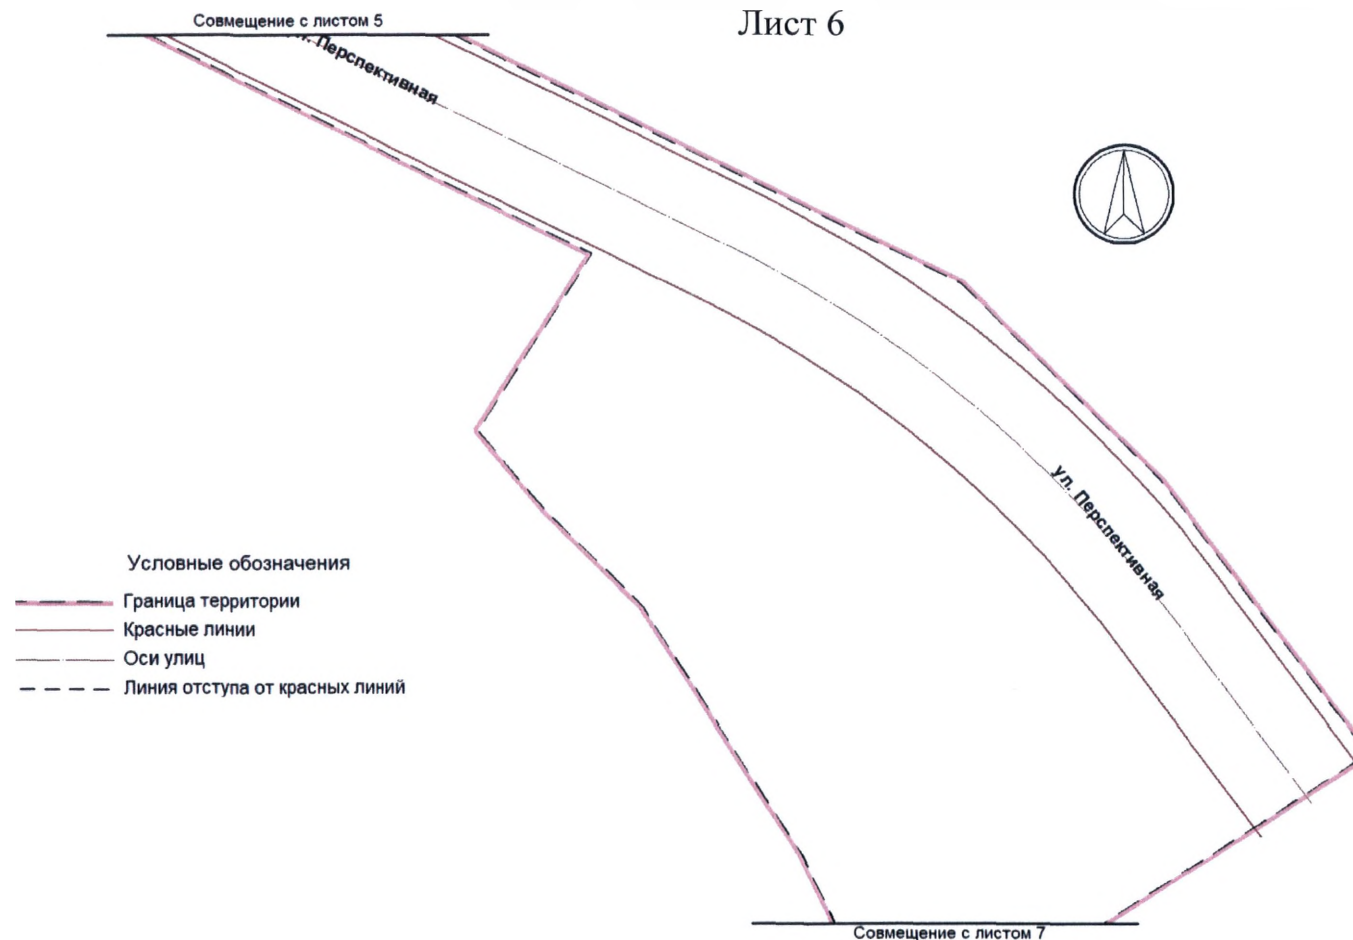 Совмещение с листом 5
Лист 6
. Перспективная
ул. Перспективная
Условные обозначения
Граница территории
Красные линии
Оси улиц
Линия отступа от красных линий
Совмещение с листом 7